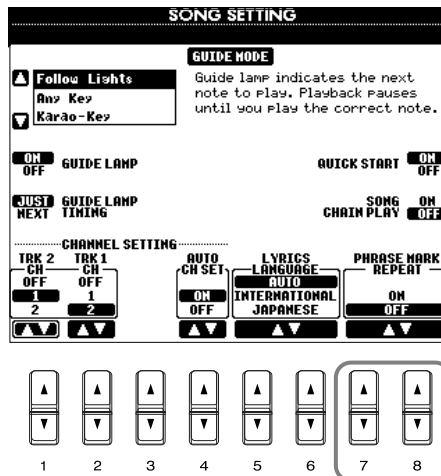 SONG SETTING
GUIDE MODE
Follow Lights
Any Key
Karao-Key
Guide lamp indicates the next
note to play. Playback pauses
until you play the correct note.
ON
OFF
GUIDE LAMP
QUICK START
ON
OFF
JUST
NEXT
GUIDE LAMP
TIMING
SONG
CHAIN PLAY
ON
OFF
CHANNEL SETTING
TRK 2
CH
OFF
1
2
TRK 1
CH
OFF
1
2
AUTO
CH SET
ON
OFF
LYRICS
LANGUAGE
AUTO
INTERNATIONAL
JAPANESE
PHRASE MARK
REPEAT
ON
OFF
1 2 3 4 5 6 7 8